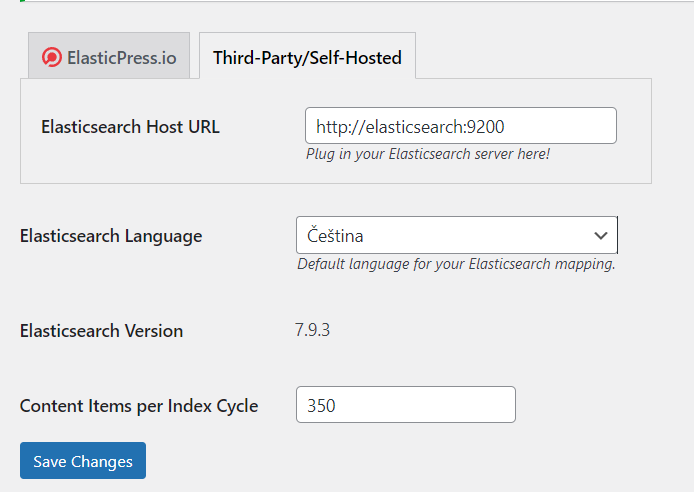 ElasticPress.io
Third-Party/Self-Hosted
Elasticsearch Host URL
http://elasticsearch:9200
Plug in your Elasticsearch server here!
Elasticsearch Language
Čeština
Default language for your Elasticsearch mapping.
Elasticsearch Version
7.9.3
Content Items per Index Cycle
350
Save Changes